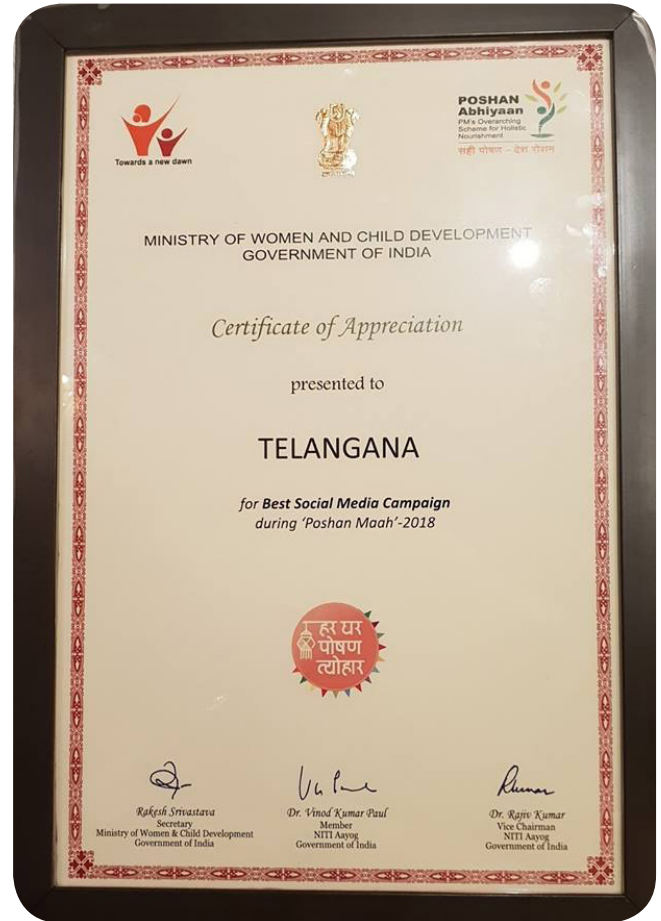 Towards a new dawn
POSHAN
Abhiyaan
PM's Overarching
Scheme for Holistic
Nourishment
सही पोषण - देश रोशन
MINISTRY OF WOMEN AND CHILD DEVELOPMENT
GOVERNMENT OF INDIA
Certificate of Appreciation
presented to
TELANGANA
for Best Social Media Campaign
during ‘Poshan Maah’-2018
हर घर
पोषण
त्योहार
Rakesh Srivastava
Secretary
Ministry of Women & Child Development
Government of India
Dr. Vinod Kumar Paul
Member
NITI Aayog
Government of India
Dr. Rajiv Kumar
Vice Chairman
NITI Aayog
Government of India